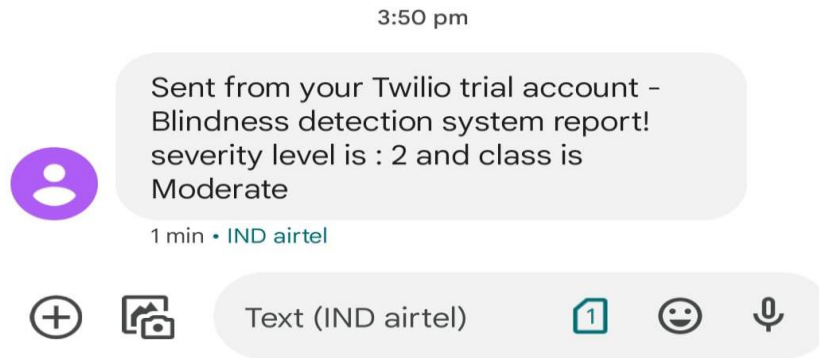 3:50 pm
Sent from your Twilio trial account -
Blindness detection system report!
severity level is : 2 and class is
Moderate
1 min • IND airtel
Text (IND airtel)
1